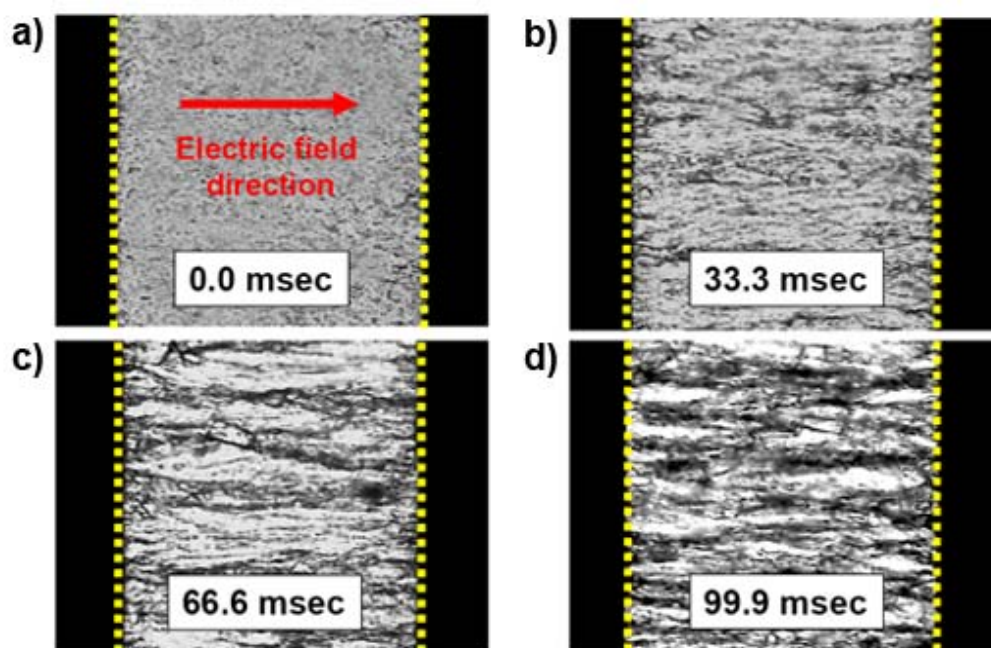 a)
Electric field
direction
0.0 msec
b)
33.3 msec
c)
66.6 msec
d)
99.9 msec